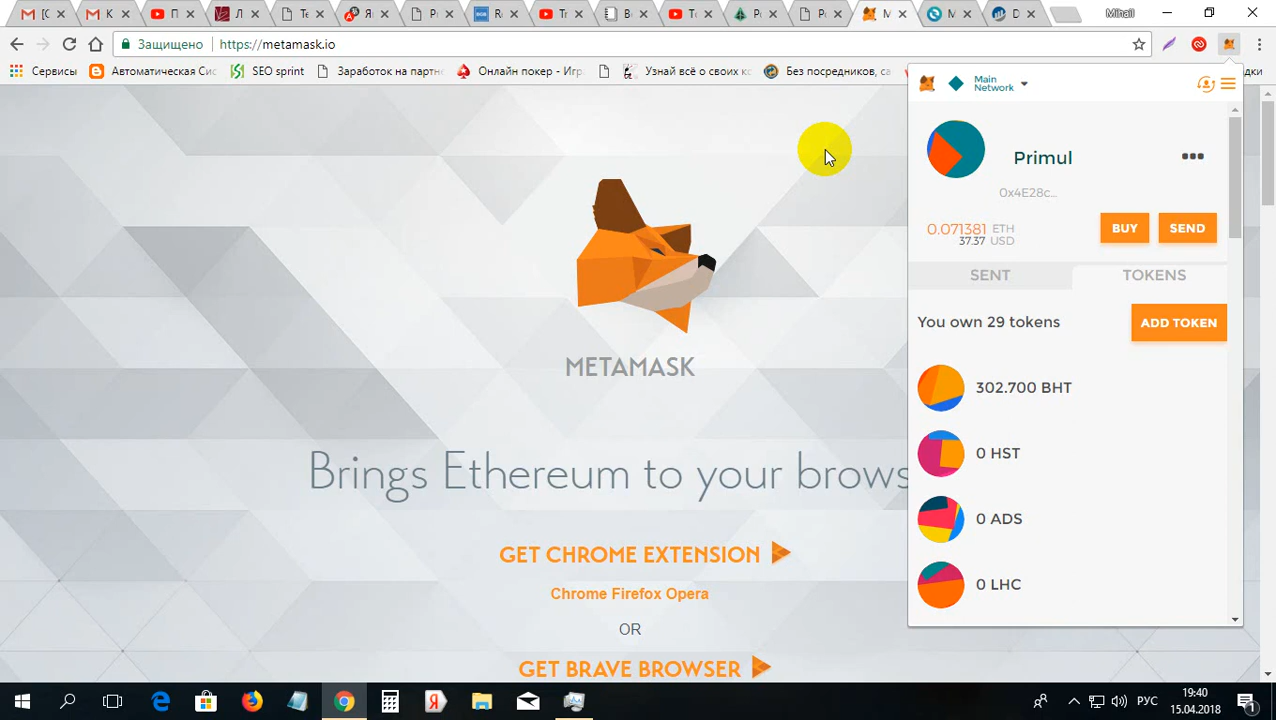 Mihail
Защищено
https://metamask.io
Сервисы
Автоматическая Сис
SEO sprint
Заработок на партн
Онлайн покер - Игр
Узнай всё о своих к
Без посредников, са
Main
Network
Primul
0x4E28c...
0.071381 ETH
37.37 USD
BUY
SEND
SENT
TOKENS
You own 29 tokens
ADD TOKEN
302.700 BHT
0 HST
0 ADS
0 LHC
METAMASK
Brings Ethereum to your brows
GET CHROME EXTENSION
Chrome Firefox Opera
OR
GET BRAVE BROWSER
РУС
19:40
15.04.2018